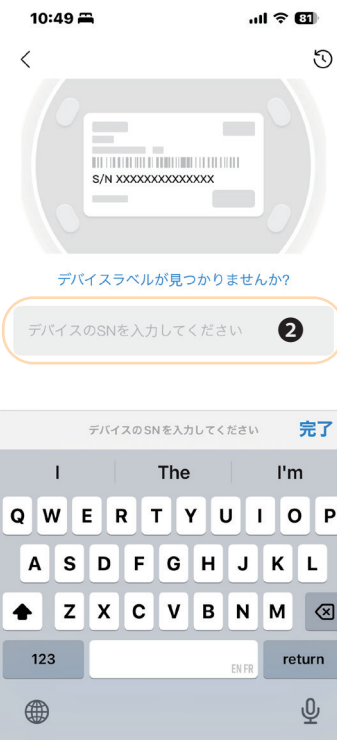 10:49
81
S/N XXXXXXXXXXXXXX
デバイスラベルが見つかりませんか?
デバイスのSNを入力してください 2
デバイスのSNを入力してください 完了
I The I'm
Q W E R T Y U I O P
A S D F G H J K L
Z X C V B N M
123 EN FR return